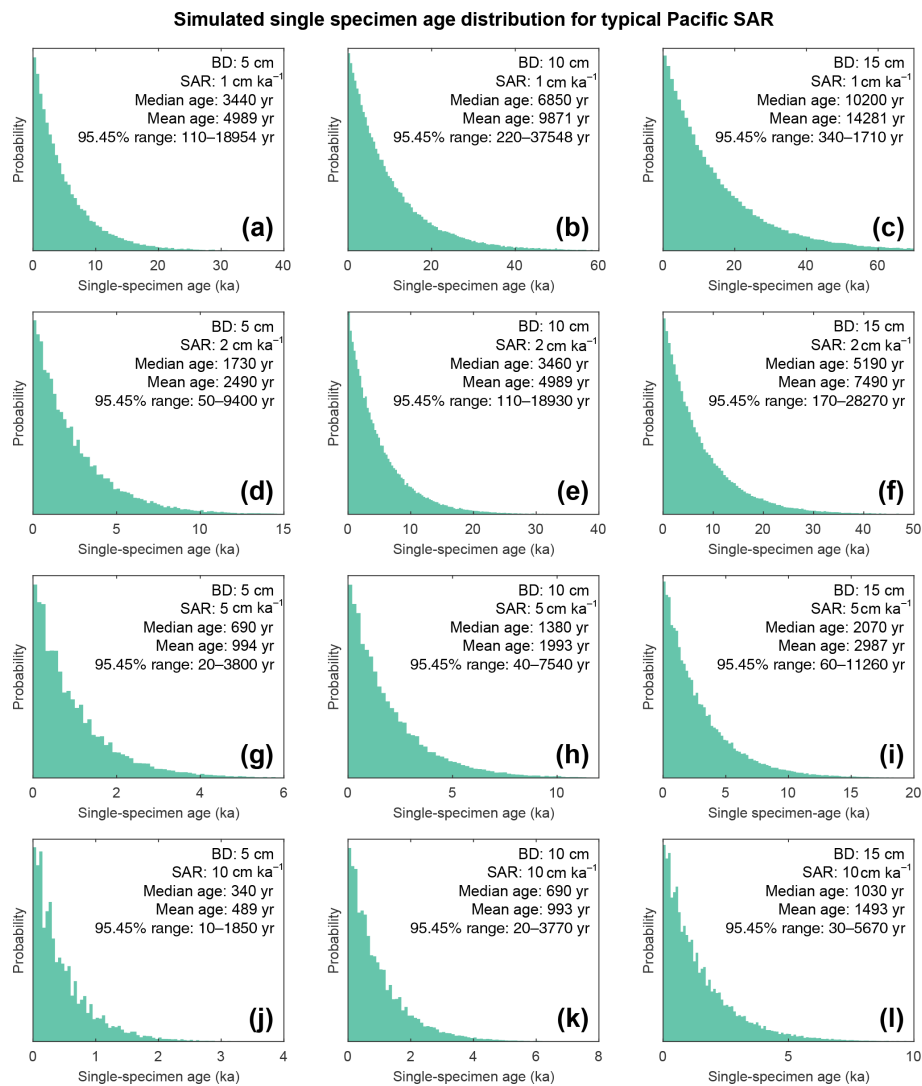 Simulated single specimen age distribution for typical Pacific SAR
BD: 5 cm
SAR: 1 cm ka⁻¹
Median age: 3440 yr
Mean age: 4989 yr
95.45% range: 110–18954 yr
Probability
(a)
0 10 20 30 40
Single-specimen age (ka)
BD: 10 cm
SAR: 1 cm ka⁻¹
Median age: 6850 yr
Mean age: 9871 yr
95.45% range: 220–37548 yr
Probability
(b)
0 20 40 60
Single-specimen age (ka)
BD: 15 cm
SAR: 1 cm ka⁻¹
Median age: 10200 yr
Mean age: 14281 yr
95.45% range: 340–1710 yr
Probability
(c)
0 20 40 60
Single-specimen age (ka)
BD: 5 cm
SAR: 2 cm ka⁻¹
Median age: 1730 yr
Mean age: 2490 yr
95.45% range: 50–9400 yr
Probability
(d)
0 5 10 15
Single-specimen age (ka)
BD: 10 cm
SAR: 2 cm ka⁻¹
Median age: 3460 yr
Mean age: 4989 yr
95.45% range: 110–18930 yr
Probability
(e)
0 10 20 30 40
Single-specimen age (ka)
BD: 15 cm
SAR: 2 cm ka⁻¹
Median age: 5190 yr
Mean age: 7490 yr
95.45% range: 170–28270 yr
Probability
(f)
0 10 20 30 40 50
Single-specimen age (ka)
BD: 5 cm
SAR: 5 cm ka⁻¹
Median age: 690 yr
Mean age: 994 yr
95.45% range: 20–3800 yr
Probability
(g)
0 2 4 6
Single-specimen age (ka)
BD: 10 cm
SAR: 5 cm ka⁻¹
Median age: 1380 yr
Mean age: 1993 yr
95.45% range: 40–7540 yr
Probability
(h)
0 5 10
Single-specimen age (ka)
BD: 15 cm
SAR: 5 cm ka⁻¹
Median age: 2070 yr
Mean age: 2987 yr
95.45% range: 60–11260 yr
Probability
(i)
0 5 10 15 20
Single specimen-age (ka)
BD: 5 cm
SAR: 10 cm ka⁻¹
Median age: 340 yr
Mean age: 489 yr
95.45% range: 10–1850 yr
Probability
(j)
0 1 2 3 4
Single-specimen age (ka)
BD: 10 cm
SAR: 10 cm ka⁻¹
Median age: 690 yr
Mean age: 993 yr
95.45% range: 20–3770 yr
Probability
(k)
0 2 4 6 8
Single-specimen age (ka)
BD: 15 cm
SAR: 10 cm ka⁻¹
Median age: 1030 yr
Mean age: 1493 yr
95.45% range: 30–5670 yr
Probability
(l)
0 5 10
Single-specimen age (ka)